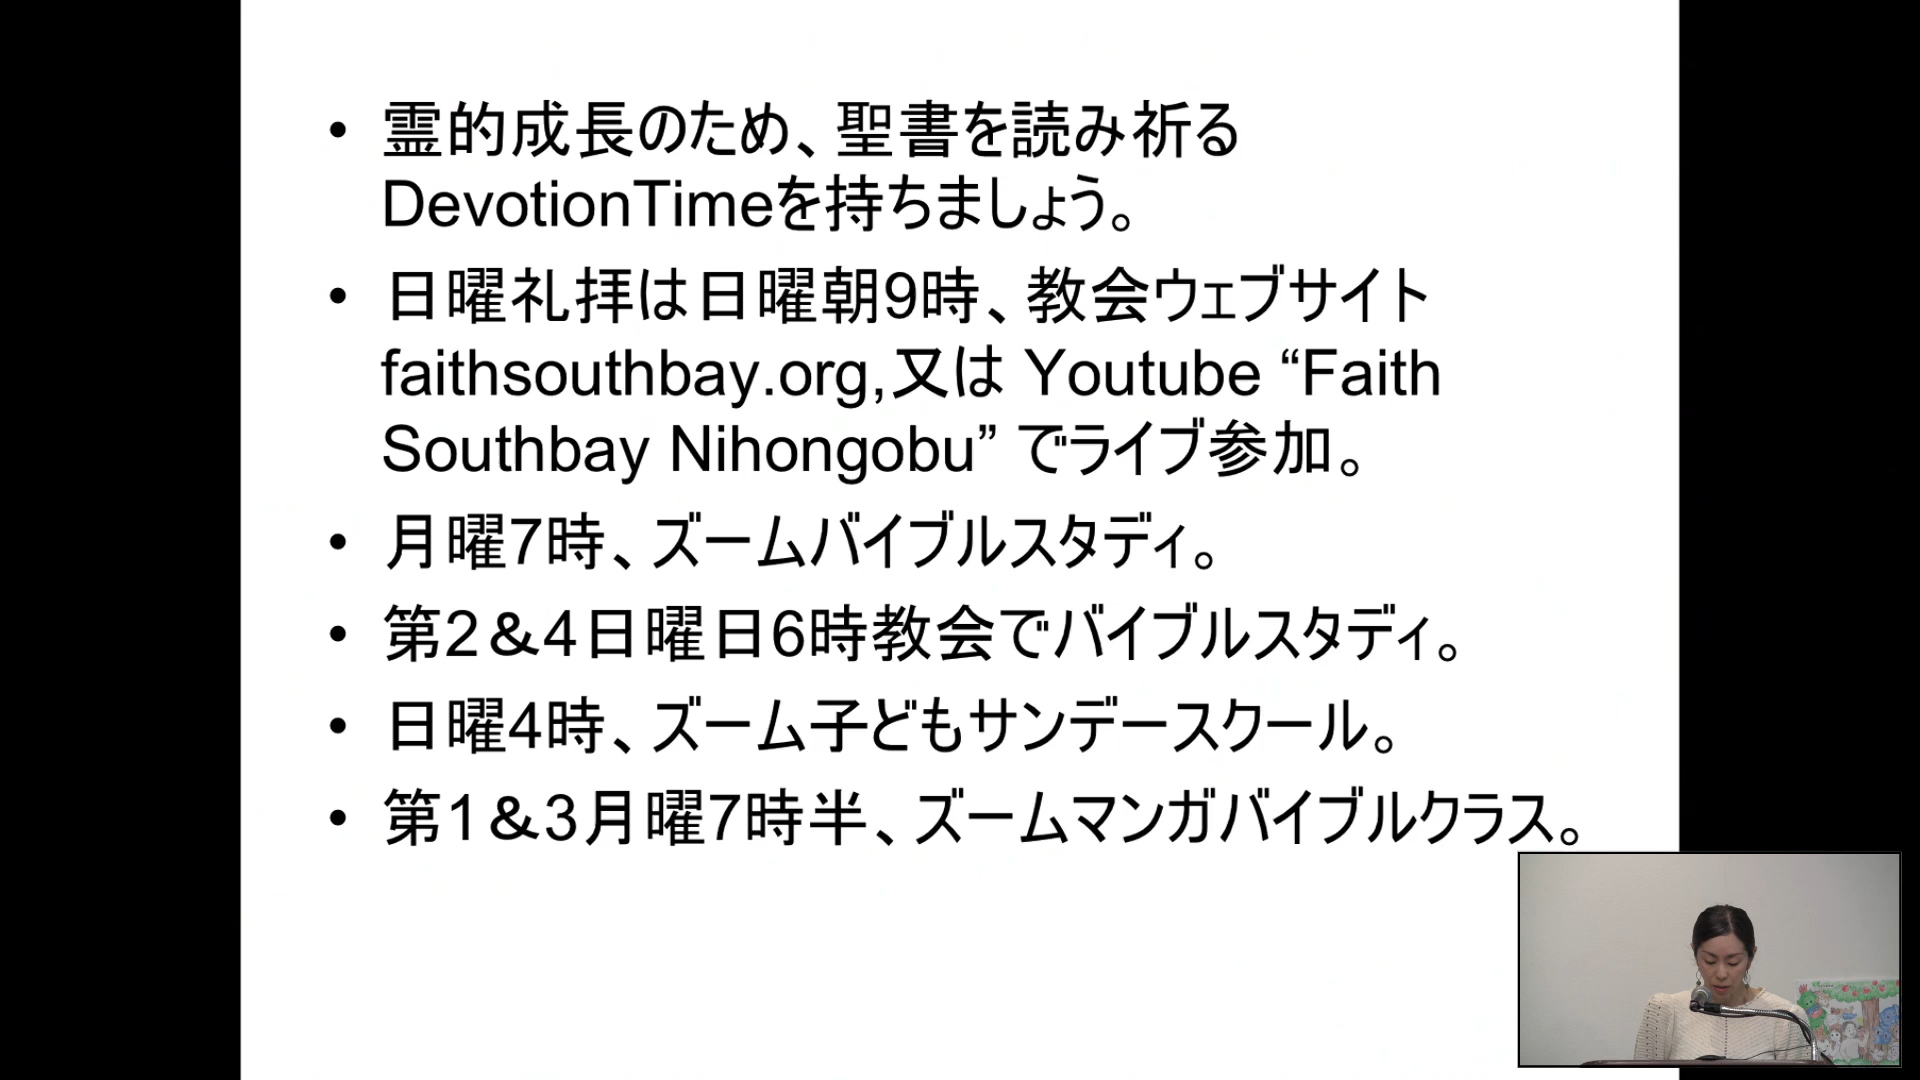 • 霊的成長のため、聖書を読み祈る
DevotionTimeを持ちましょう。
• 日曜礼拝は日曜朝9時、教会ウェブサイト
faithsouthbay.org,又は Youtube “Faith
Southbay Nihongobu” でライブ参加。
• 月曜7時、ズームバイブルスタディ。
• 第2&4日曜日6時教会でバイブルスタディ。
• 日曜4時、ズーム子どもサンデースクール。
• 第1&3月曜7時半、ズームマンガバイブルクラス。